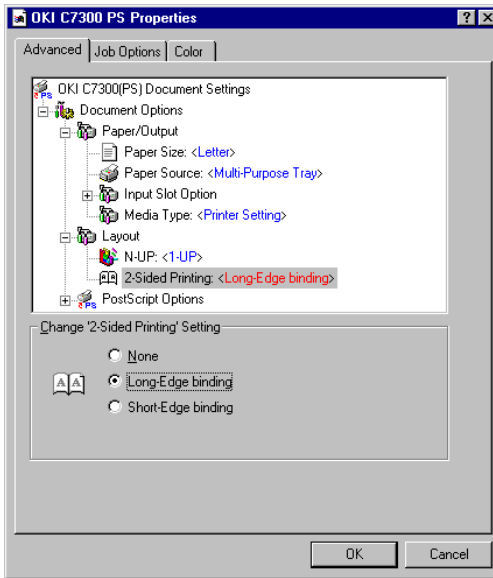 OKI C7300 PS Properties
Advanced Job Options Color
OKI C7300(PS) Document Settings
Document Options
Paper/Output
Paper Size: <Letter>
Paper Source: <Multi-Purpose Tray>
Input Slot Option
Media Type: <Printer Setting>
Layout
N-UP: <1-UP>
2-Sided Printing: <Long-Edge binding>
PostScript Options
Change '2-Sided Printing' Setting
None
A A Long-Edge binding
Short-Edge binding
OK Cancel